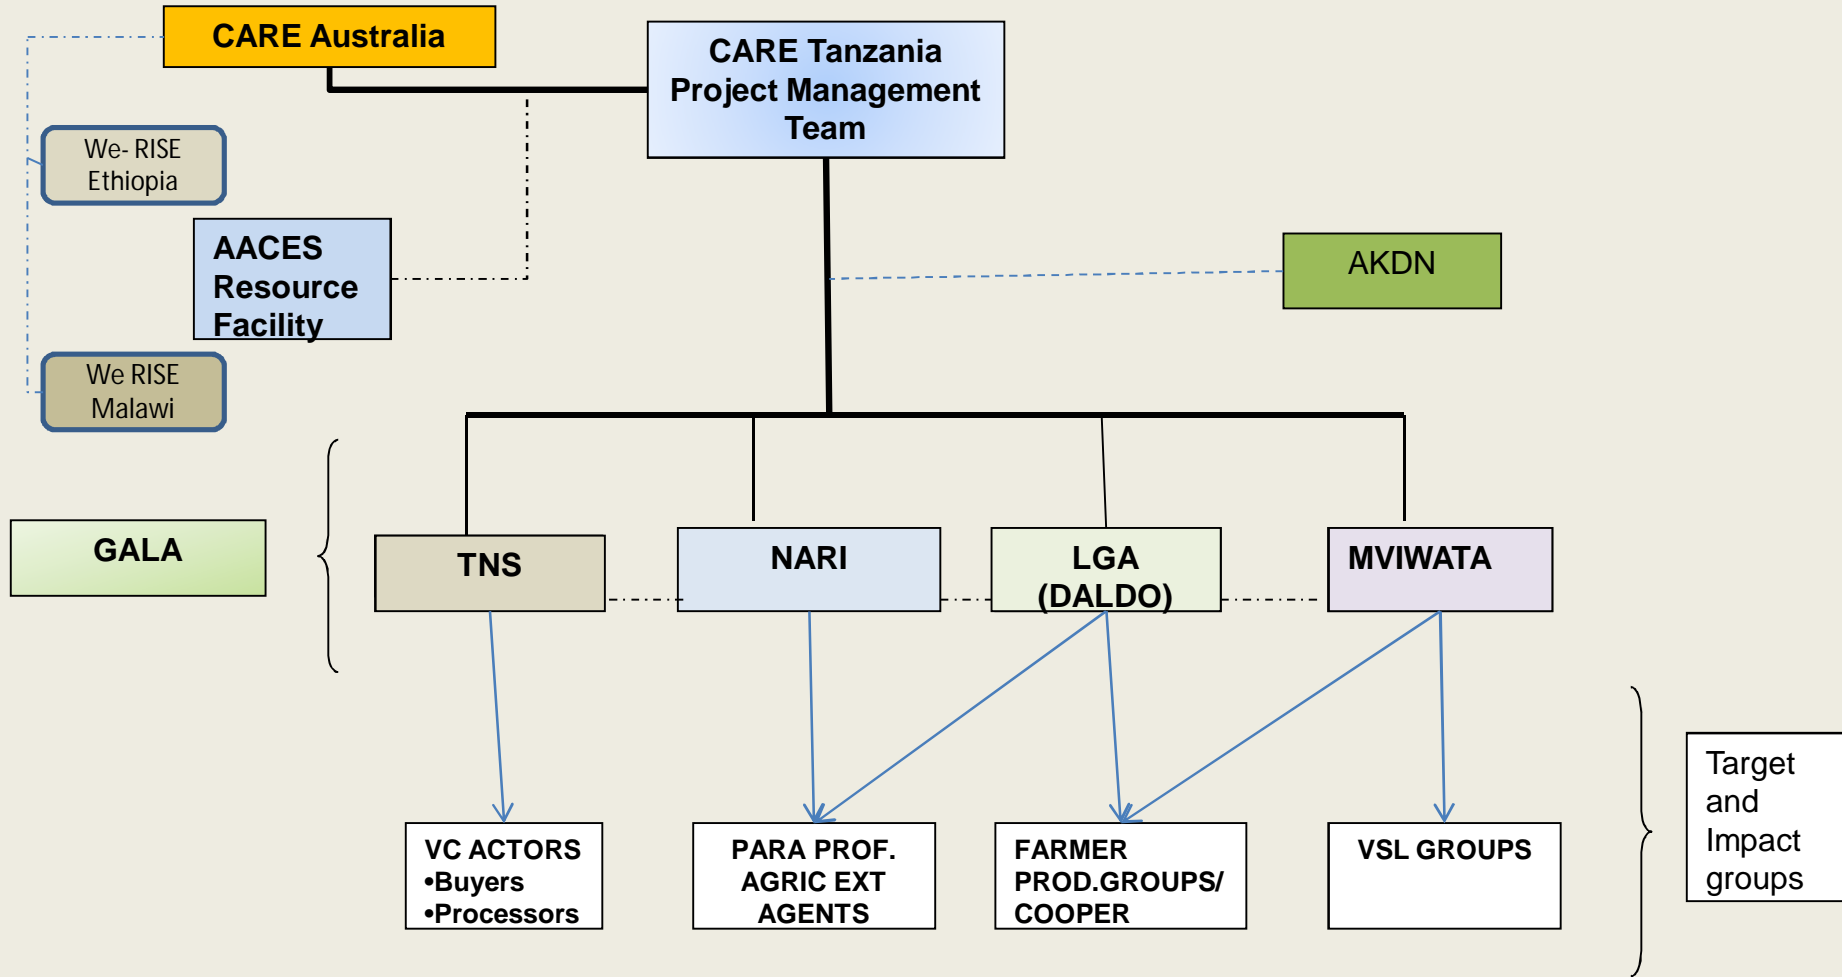 CARE Australia
CARE Tanzania
Project Management
Team
We- RISE
Ethiopia
AACES
Resource
Facility
AKDN
We RISE
Malawi
GALA
TNS
NARI
LGA
(DALDO)
MVIWATA
VC ACTORS
•Buyers
•Processors
PARA PROF.
AGRIC EXT
AGENTS
FARMER
PROD.GROUPS/
COOPER
VSL GROUPS
Target
and
Impact
groups